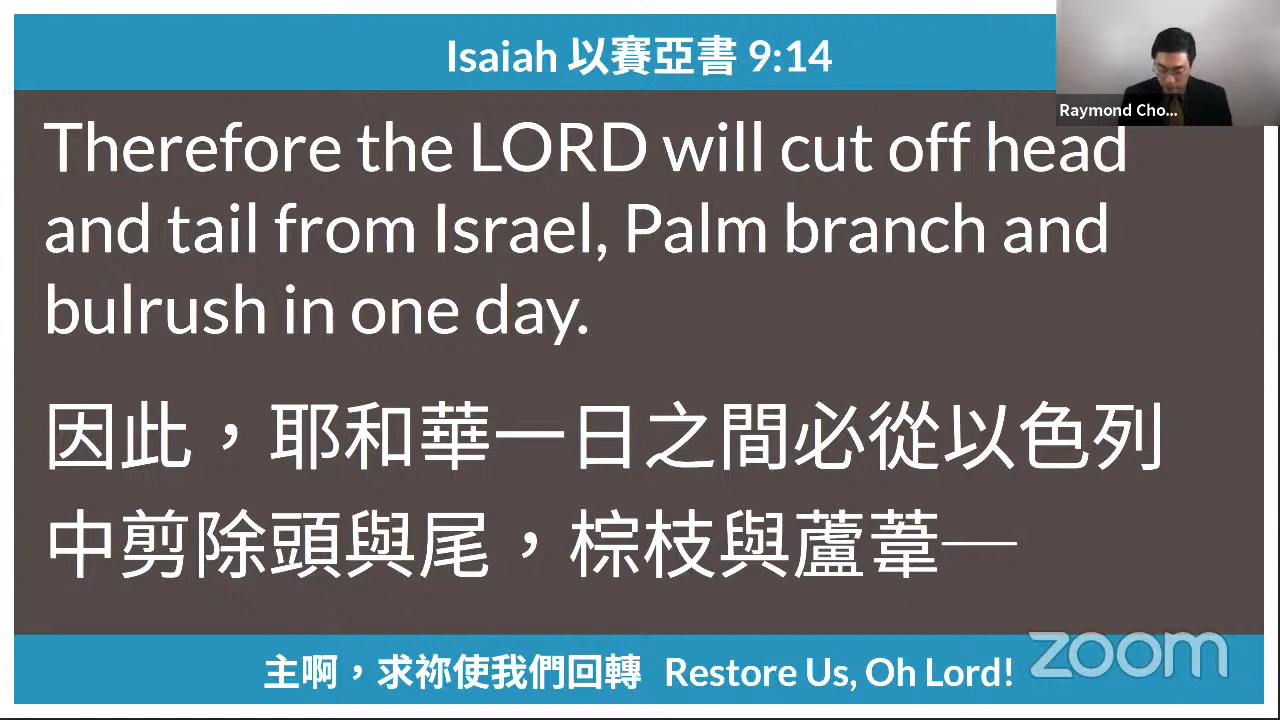 Isaiah 以賽亞書 9:14
Raymond Cho...
Therefore the LORD will cut off head
and tail from Israel, Palm branch and
bulrush in one day.
因此，耶和華一日之間必從以色列
中剪除頭與尾，棕枝與蘆葦—
主啊，求祢使我們回轉 Restore Us, Oh Lord!
zoom